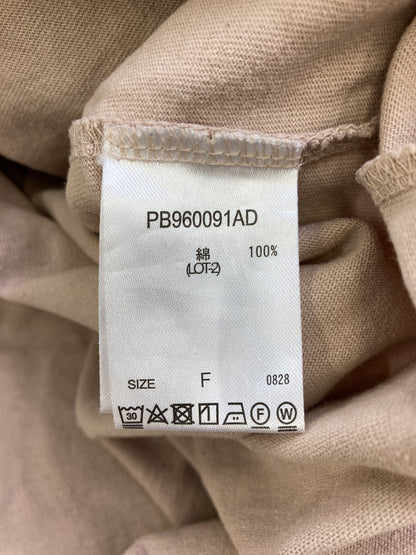 PB960091AD
綿 100%
(LOT-2)
SIZE F 0828
30 F W